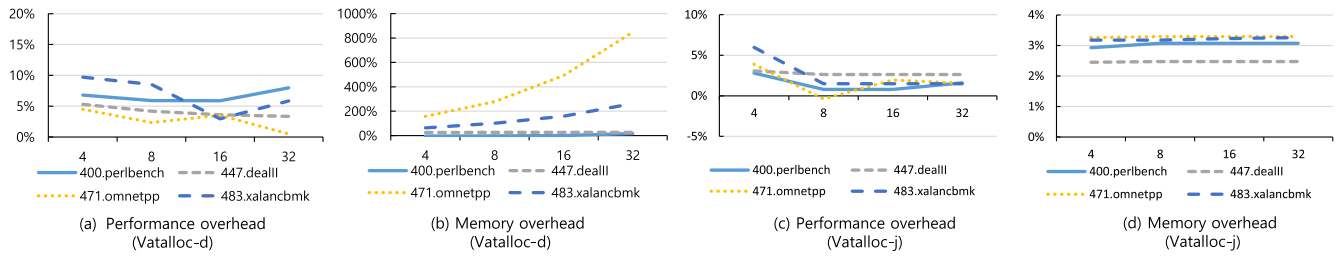 20%
15%
10%
5%
0%
4 8 16 32
400.perlbench 447.dealII
471.omnetpp 483.xalancbmk
(a) Performance overhead
(Vatalloc-d)
1000%
800%
600%
400%
200%
0%
4 8 16 32
400.perlbench 447.dealII
471.omnetpp 483.xalancbmk
(b) Memory overhead
(Vatalloc-d)
10%
5%
0%
-5%
4 8 16 32
400.perlbench 447.dealII
471.omnetpp 483.xalancbmk
(c) Performance overhead
(Vatalloc-j)
4%
3%
2%
1%
0%
4 8 16 32
400.perlbench 447.dealII
471.omnetpp 483.xalancbmk
(d) Memory overhead
(Vatalloc-j)